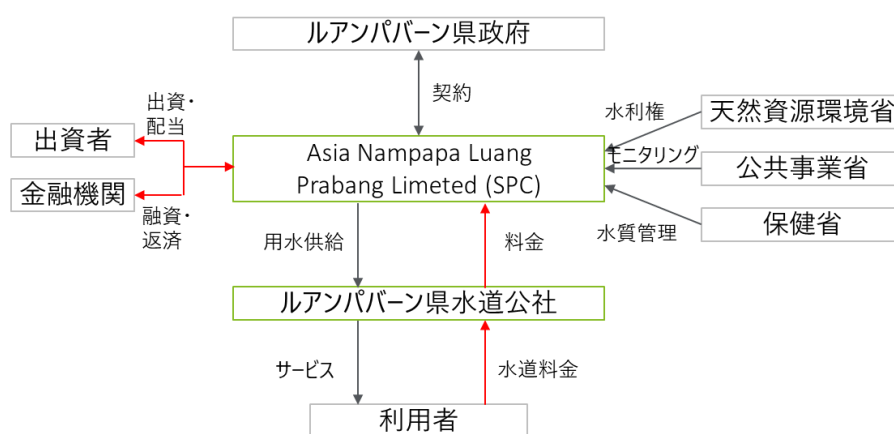 ルアンパバーン県政府
契約
出資・
配当
出資者
金融機関
融資・
返済
Asia Nampapa Luang
Prabang Limeted (SPC)
水利権
天然資源環境省
モニタリング
公共事業省
水質管理
保健省
用水供給
料金
ルアンパバーン県水道公社
サービス
水道料金
利用者